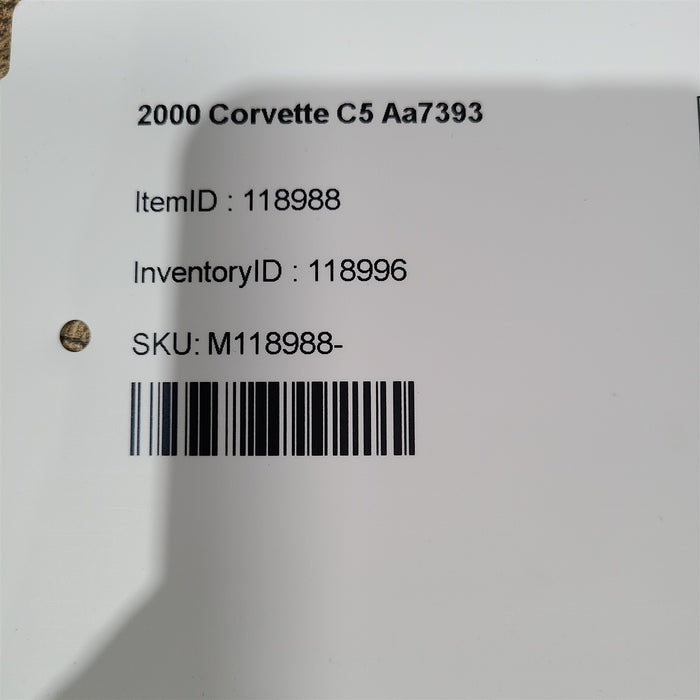 2000 Corvette C5 Aa7393
ItemID : 118988
InventoryID : 118996
SKU: M118988-